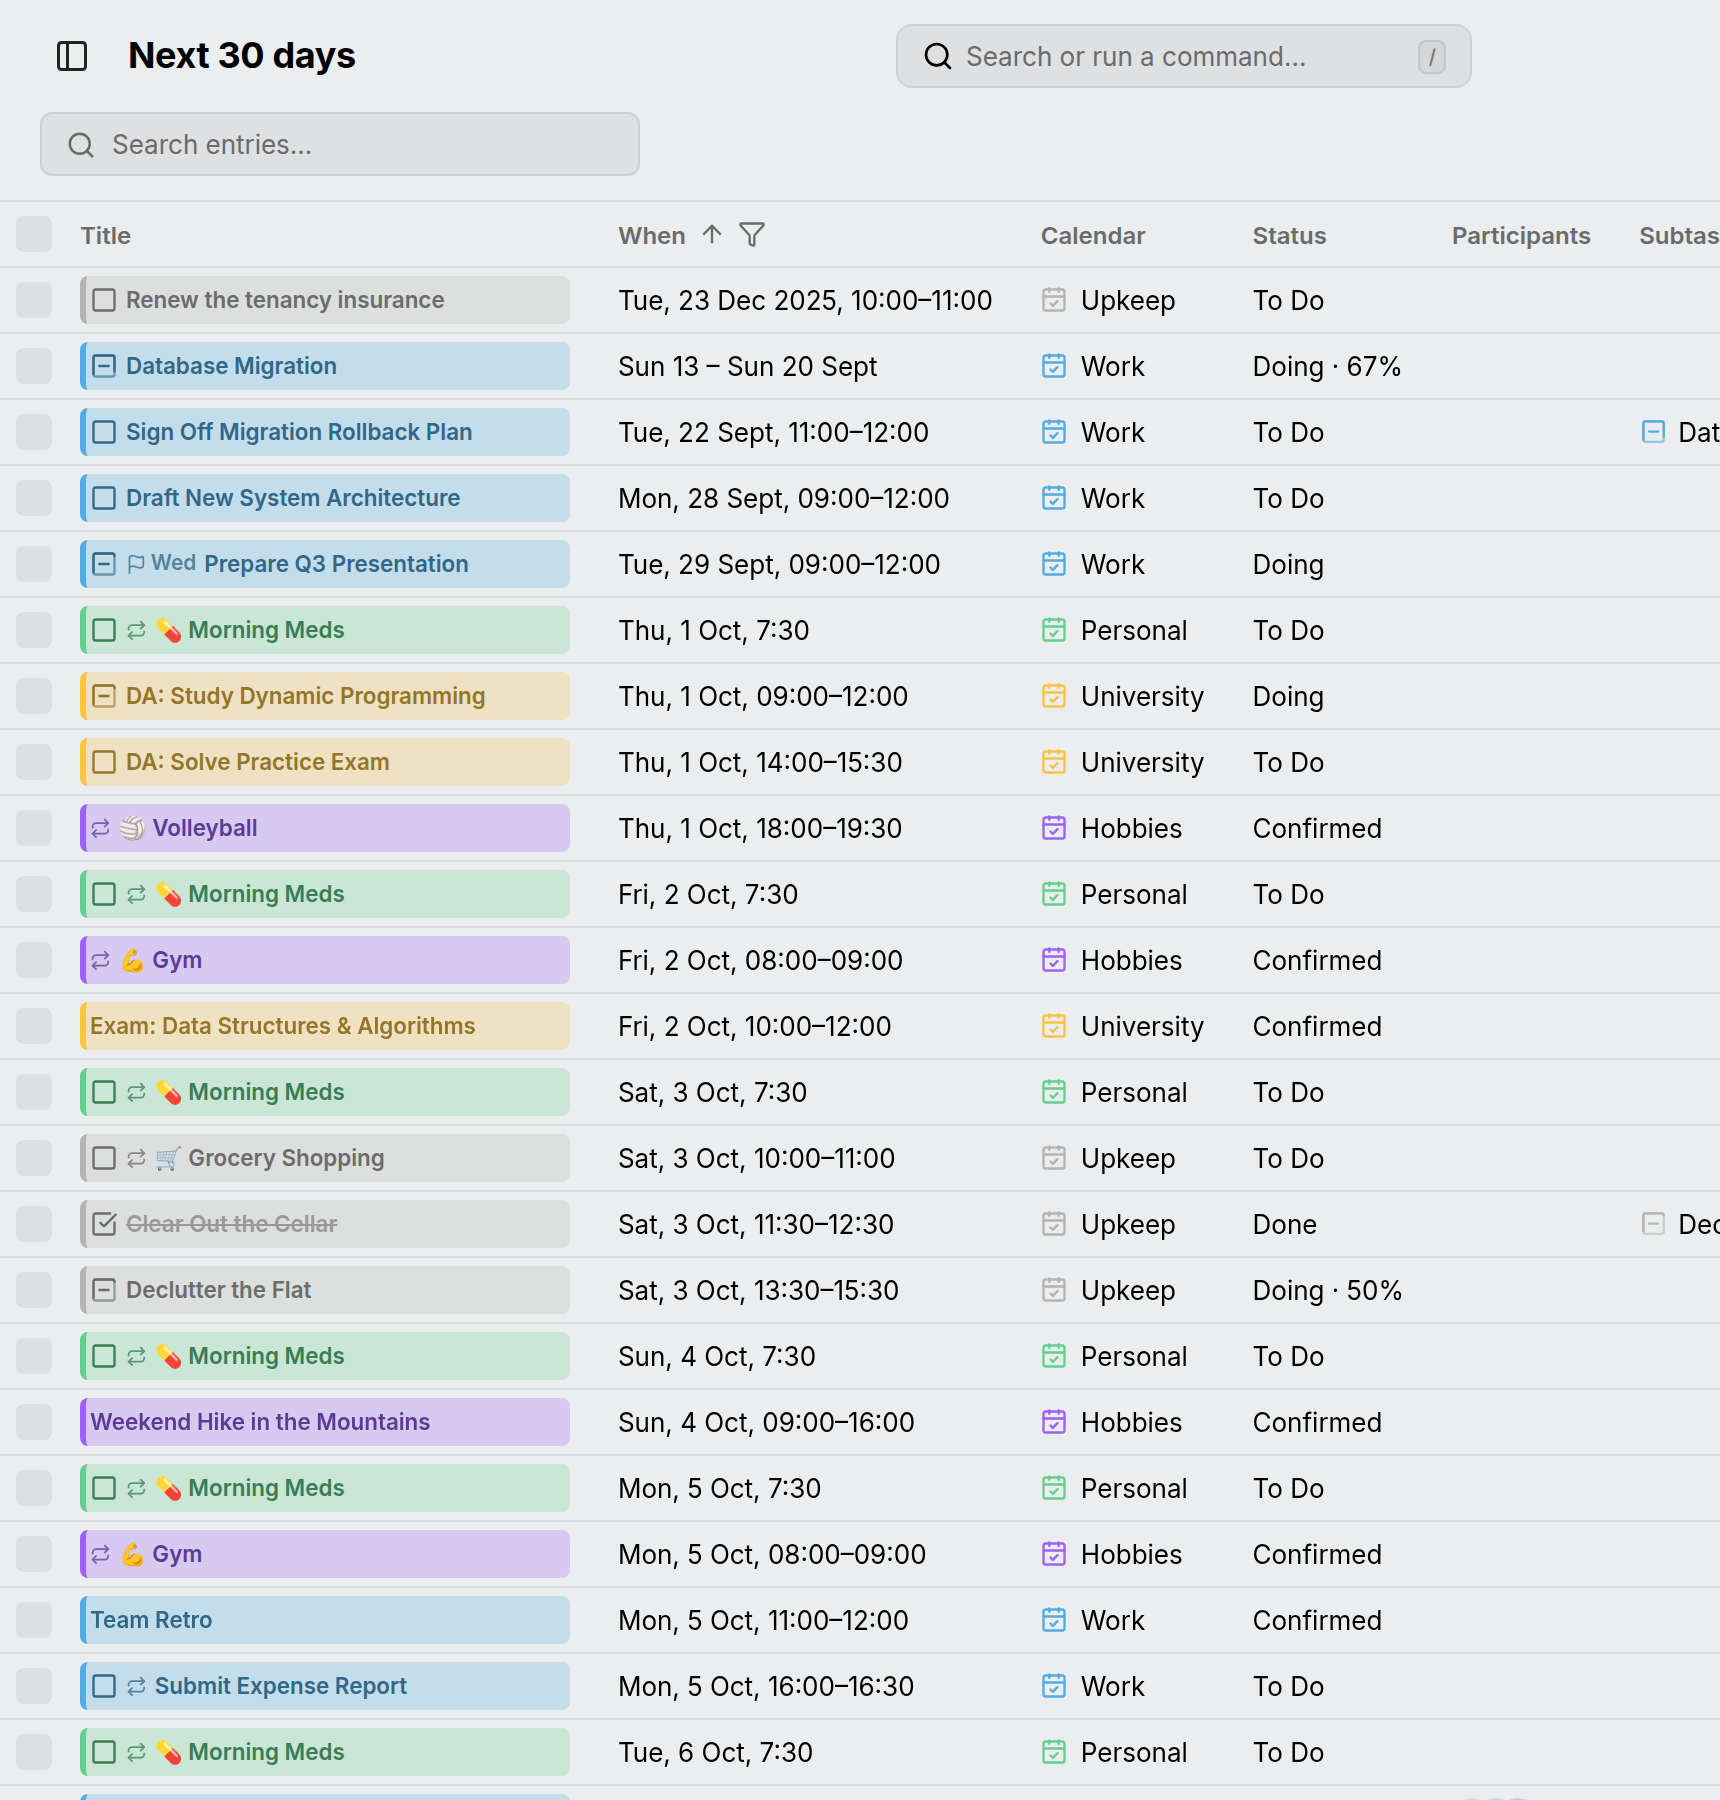 Next 30 days
Search or run a command...
/
Search entries...
Title When Calendar Status Participants Subtas
Renew the tenancy insurance Tue, 23 Dec 2025, 10:00–11:00 Upkeep To Do
Database Migration Sun 13 – Sun 20 Sept Work Doing · 67%
Sign Off Migration Rollback Plan Tue, 22 Sept, 11:00–12:00 Work To Do Dat
Draft New System Architecture Mon, 28 Sept, 09:00–12:00 Work To Do
Wed Prepare Q3 Presentation Tue, 29 Sept, 09:00–12:00 Work Doing
Morning Meds Thu, 1 Oct, 7:30 Personal To Do
DA: Study Dynamic Programming Thu, 1 Oct, 09:00–12:00 University Doing
DA: Solve Practice Exam Thu, 1 Oct, 14:00–15:30 University To Do
Volleyball Thu, 1 Oct, 18:00–19:30 Hobbies Confirmed
Morning Meds Fri, 2 Oct, 7:30 Personal To Do
Gym Fri, 2 Oct, 08:00–09:00 Hobbies Confirmed
Exam: Data Structures & Algorithms Fri, 2 Oct, 10:00–12:00 University Confirmed
Morning Meds Sat, 3 Oct, 7:30 Personal To Do
Grocery Shopping Sat, 3 Oct, 10:00–11:00 Upkeep To Do
Clear Out the Cellar Sat, 3 Oct, 11:30–12:30 Upkeep Done Dec
Declutter the Flat Sat, 3 Oct, 13:30–15:30 Upkeep Doing · 50%
Morning Meds Sun, 4 Oct, 7:30 Personal To Do
Weekend Hike in the Mountains Sun, 4 Oct, 09:00–16:00 Hobbies Confirmed
Morning Meds Mon, 5 Oct, 7:30 Personal To Do
Gym Mon, 5 Oct, 08:00–09:00 Hobbies Confirmed
Team Retro Mon, 5 Oct, 11:00–12:00 Work Confirmed
Submit Expense Report Mon, 5 Oct, 16:00–16:30 Work To Do
Morning Meds Tue, 6 Oct, 7:30 Personal To Do